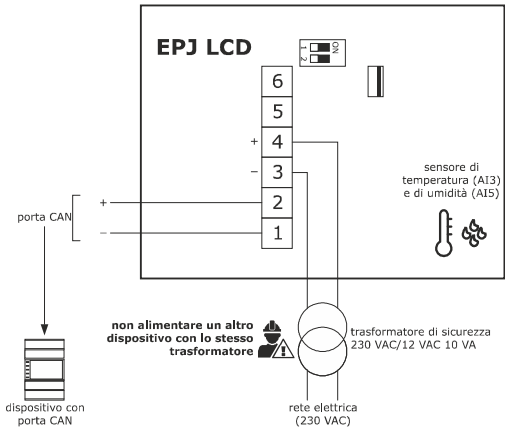 EPJ LCD
ON
1
2
6
5
+ 4
− 3
2
1
sensore di
temperatura (AI3)
e di umidità (AI5)
porta CAN
+
−
non alimentare un altro
dispositivo con lo stesso
trasformatore
trasformatore di sicurezza
230 VAC/12 VAC 10 VA
dispositivo con
porta CAN
rete elettrica
(230 VAC)